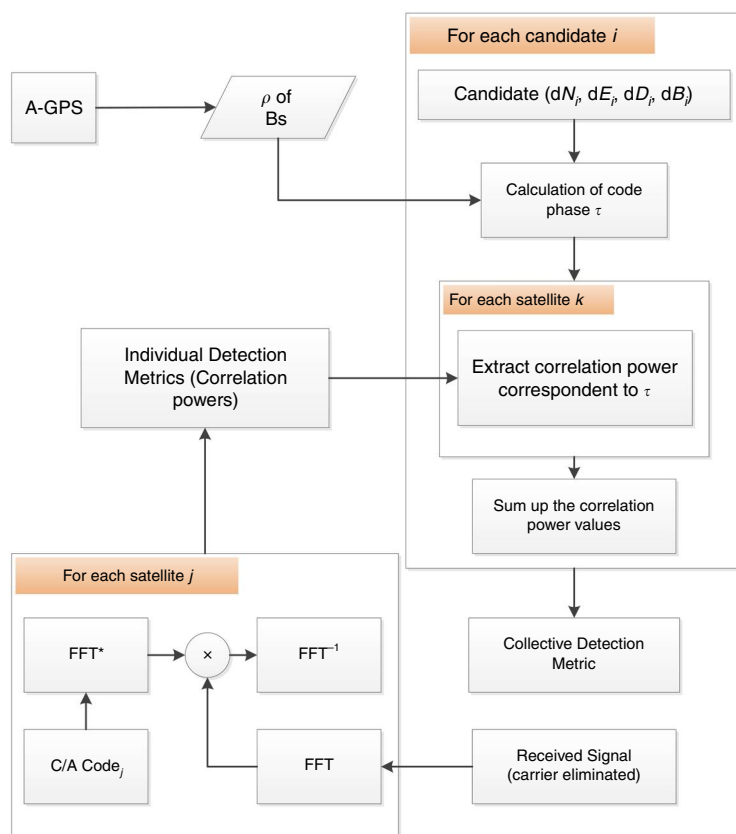 For each candidate i
A-GPS
ρ of
Bs
Candidate (dNᵢ, dEᵢ, dDᵢ, dBᵢ)
Calculation of code
phase τ
For each satellite k
Individual Detection
Metrics (Correlation
powers)
Extract correlation power
correspondent to τ
Sum up the correlation
power values
For each satellite j
FFT*
×
FFT⁻¹
Collective Detection
Metric
C/A Codeⱼ
FFT
Received Signal
(carrier eliminated)